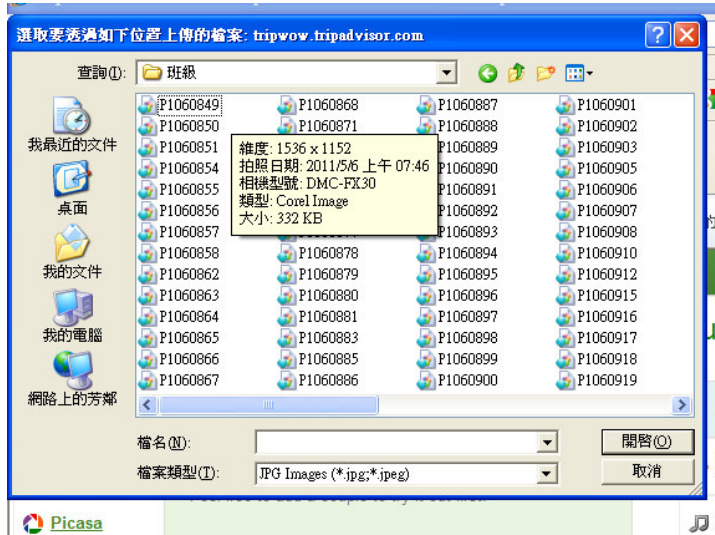 選取要透過如下位置上傳的檔案: tripwow.tripadvisor.com
查詢(I):
班級
我最近的文件
桌面
我的文件
我的電腦
網路上的芳鄰
P1060849
P1060850
P1060851
P1060854
P1060855
P1060856
P1060857
P1060858
P1060862
P1060863
P1060864
P1060865
P1060866
P1060867
P1060868
P1060871
維度: 1536 x 1152
拍照日期: 2011/5/6 上午 07:46
相機型號: DMC-FX30
類型: Corel Image
大小: 332 KB
P1060878
P1060879
P1060880
P1060881
P1060883
P1060885
P1060886
P1060887
P1060888
P1060889
P1060890
P1060891
P1060892
P1060893
P1060894
P1060895
P1060896
P1060897
P1060898
P1060899
P1060900
P1060901
P1060902
P1060903
P1060905
P1060906
P1060907
P1060908
P1060910
P1060912
P1060915
P1060916
P1060917
P1060918
P1060919
檔名(N):
開啓(O)
檔案類型(T):
JPG Images (*.jpg;*.jpeg)
取消
Picasa